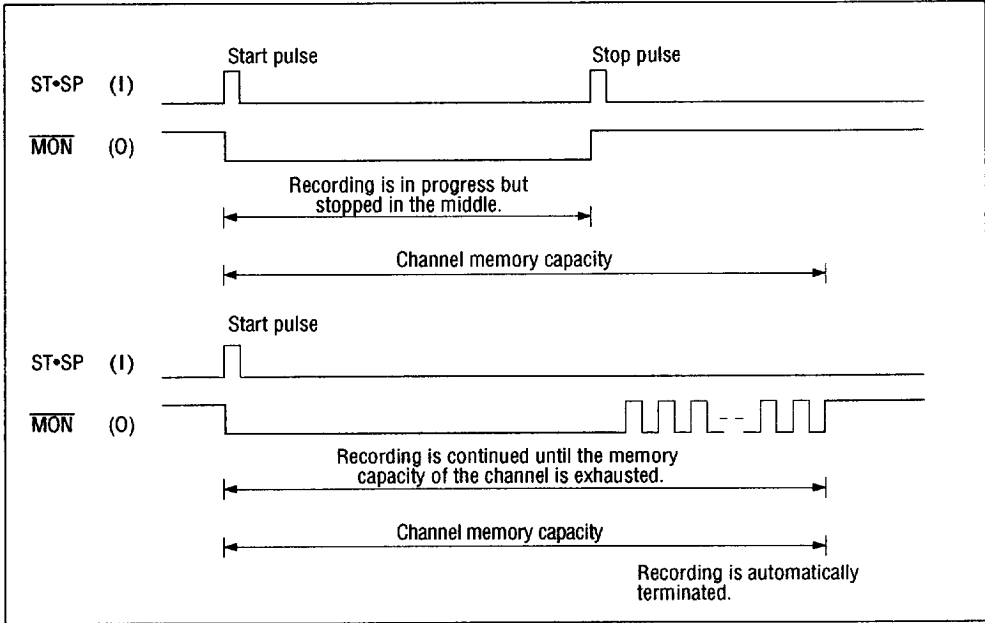 Start pulse Stop pulse
ST•SP (I)
M̅O̅N̅ (O)
Recording is in progress but
stopped in the middle.
Channel memory capacity
Start pulse
ST•SP (I)
M̅O̅N̅ (O)
Recording is continued until the memory
capacity of the channel is exhausted.
Channel memory capacity
Recording is automatically
terminated.